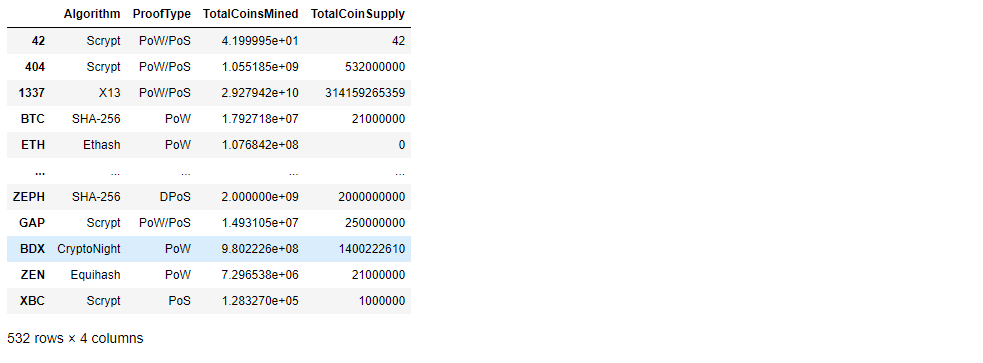 Algorithm ProofType TotalCoinsMined TotalCoinSupply
42 Scrypt PoW/PoS 4.199995e+01 42
404 Scrypt PoW/PoS 1.055185e+09 532000000
1337 X13 PoW/PoS 2.927942e+10 314159265359
BTC SHA-256 PoW 1.792718e+07 21000000
ETH Ethash PoW 1.076842e+08 0
... ... ... ... ...
ZEPH SHA-256 DPoS 2.000000e+09 2000000000
GAP Scrypt PoW/PoS 1.493105e+07 250000000
BDX CryptoNight PoW 9.802226e+08 1400222610
ZEN Equihash PoW 7.296538e+06 21000000
XBC Scrypt PoS 1.283270e+05 1000000
532 rows × 4 columns